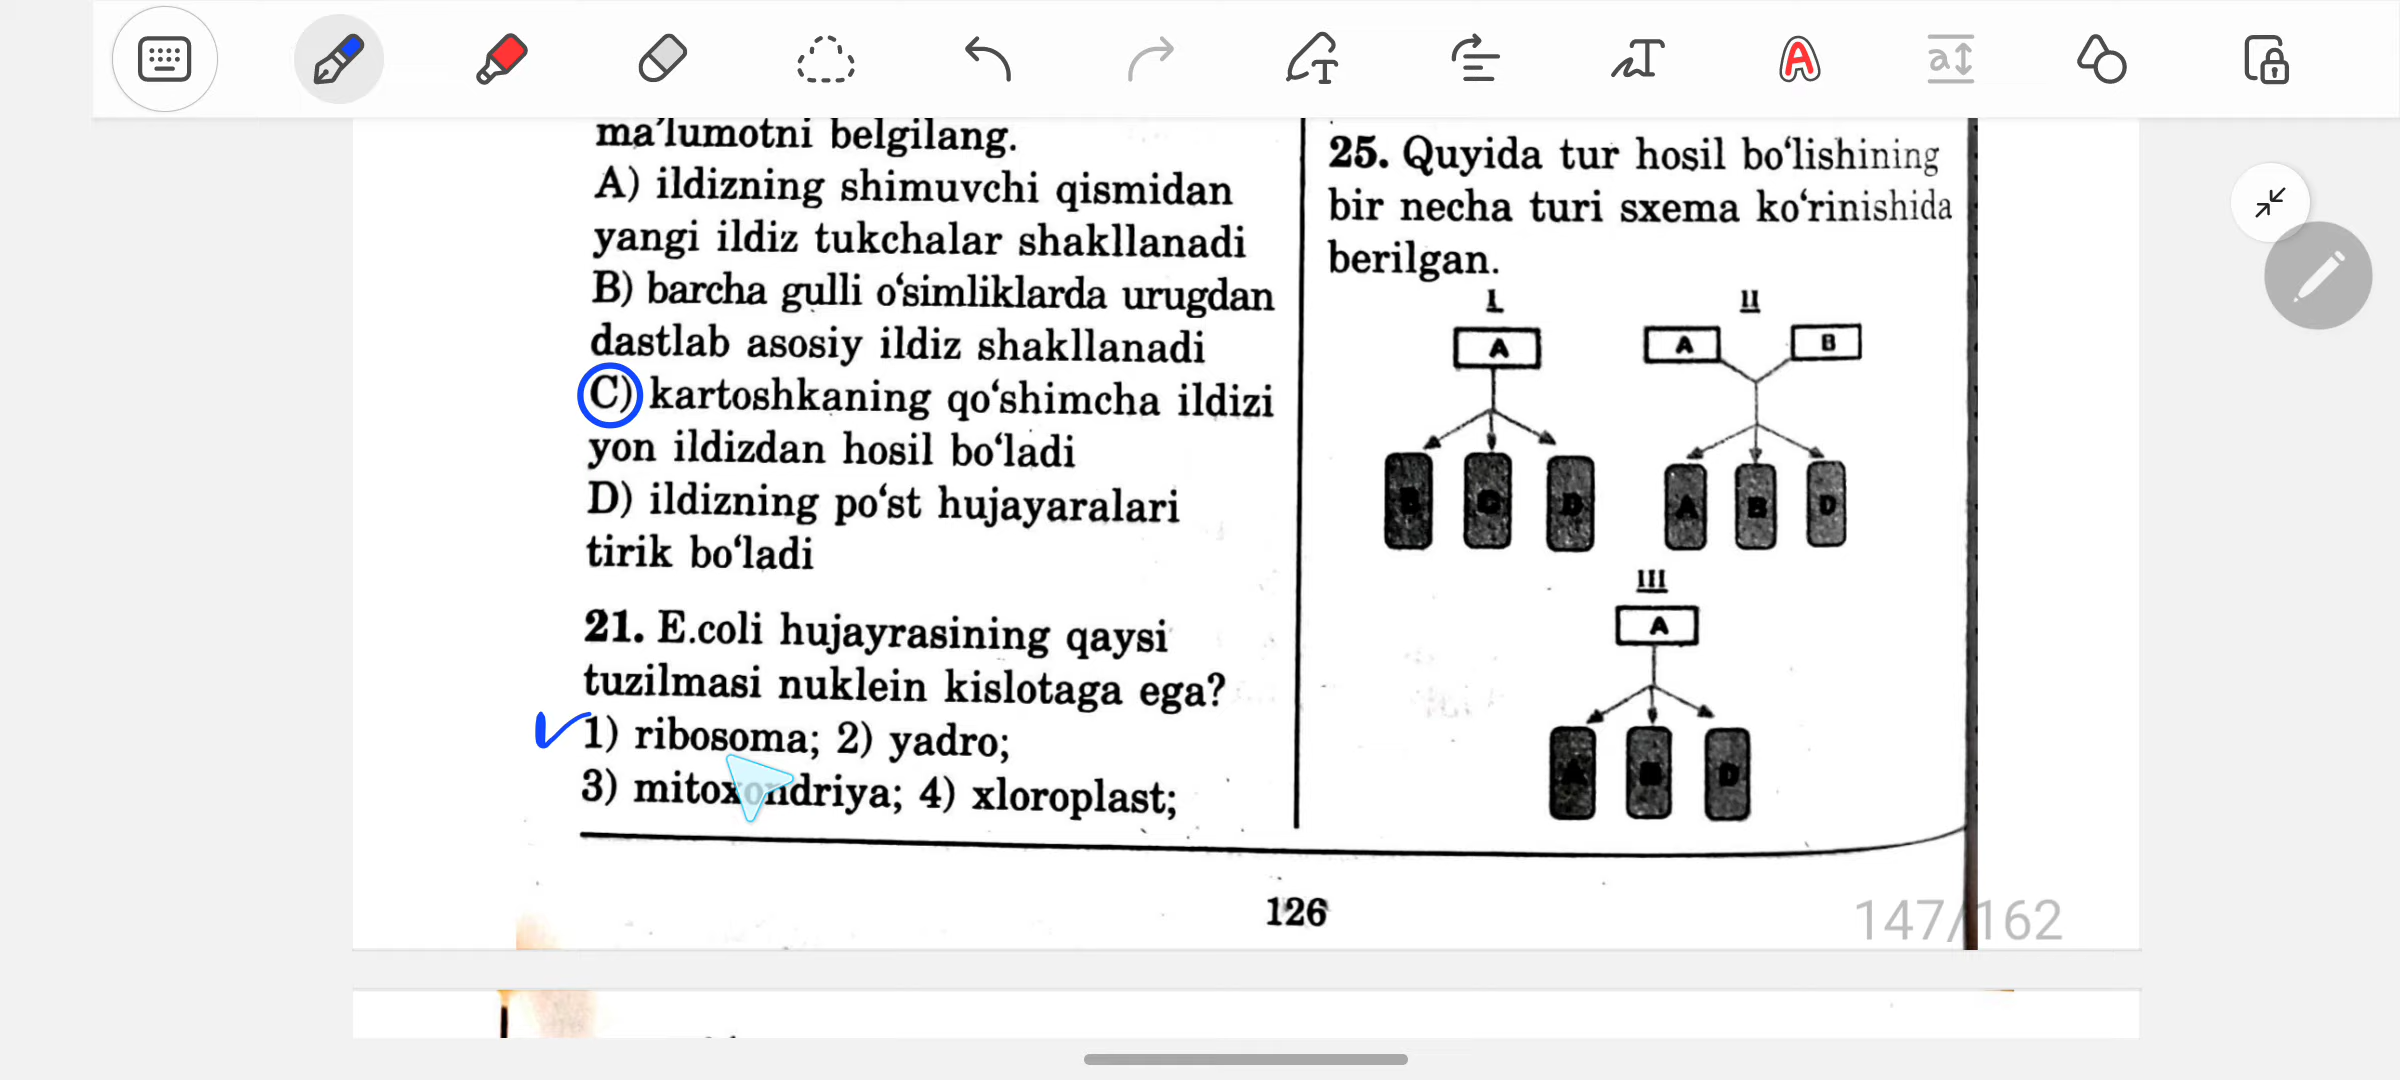 ma'lumotni belgilang.
A) ildizning shimuvchi qismidan
yangi ildiz tukchalar shakllanadi
B) barcha gulli o‘simliklarda urugdan
dastlab asosiy ildiz shakllanadi
C) kartoshkaning qo‘shimcha ildizi
yon ildizdan hosil bo‘ladi
D) ildizning po‘st hujayaralari
tirik bo‘ladi
21. E.coli hujayrasining qaysi
tuzilmasi nuklein kislotaga ega?
1) ribosoma; 2) yadro;
3) mitoxondriya; 4) xloroplast;
25. Quyida tur hosil bo‘lishining
bir necha turi sxema ko‘rinishida
berilgan.
I II
A A B
B C D A B D
III
A
A B D
126
147/162